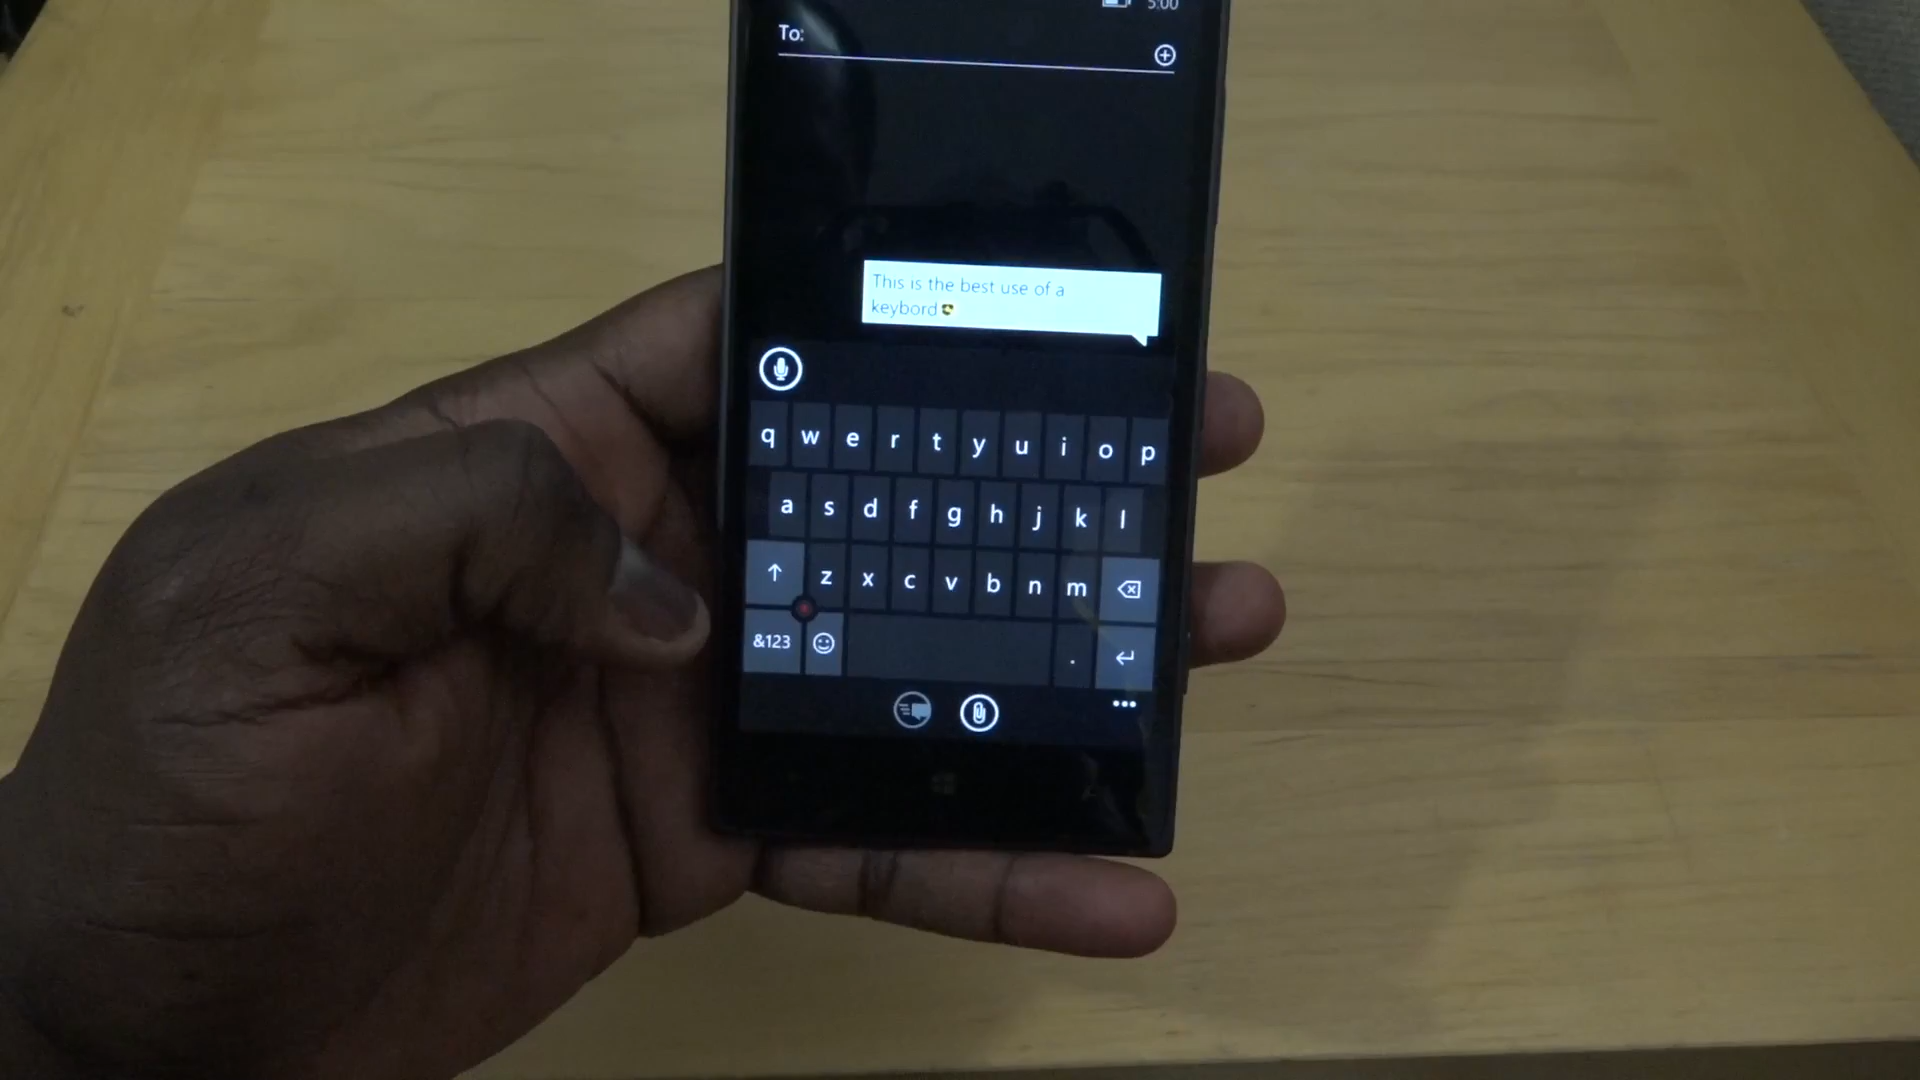 5:00
To:
This is the best use of a
keybord
q w e r t y u i o p
a s d f g h j k l
z x c v b n m
&123 .